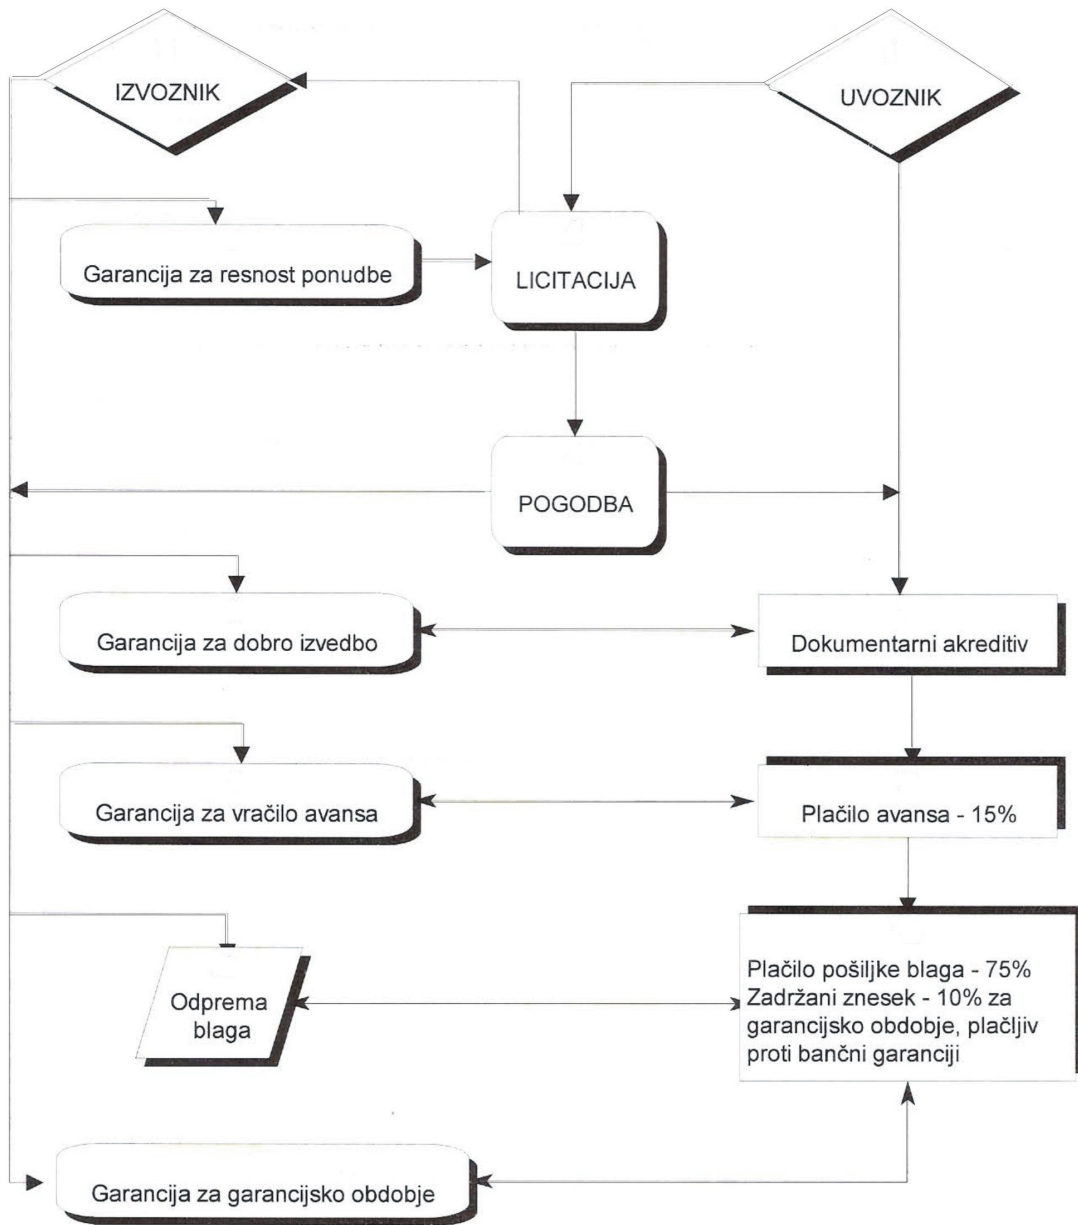 IZVOZNIK
UVOZNIK
Garancija za resnost ponudbe
LICITACIJA
POGODBA
Garancija za dobro izvedbo
Dokumentarni akreditiv
Garancija za vračilo avansa
Plačilo avansa - 15%
Odprema
blaga
Plačilo pošiljke blaga - 75%
Zadržani znesek - 10% za
garancijsko obdobje, plačljiv
proti bančni garanciji
Garancija za garancijsko obdobje